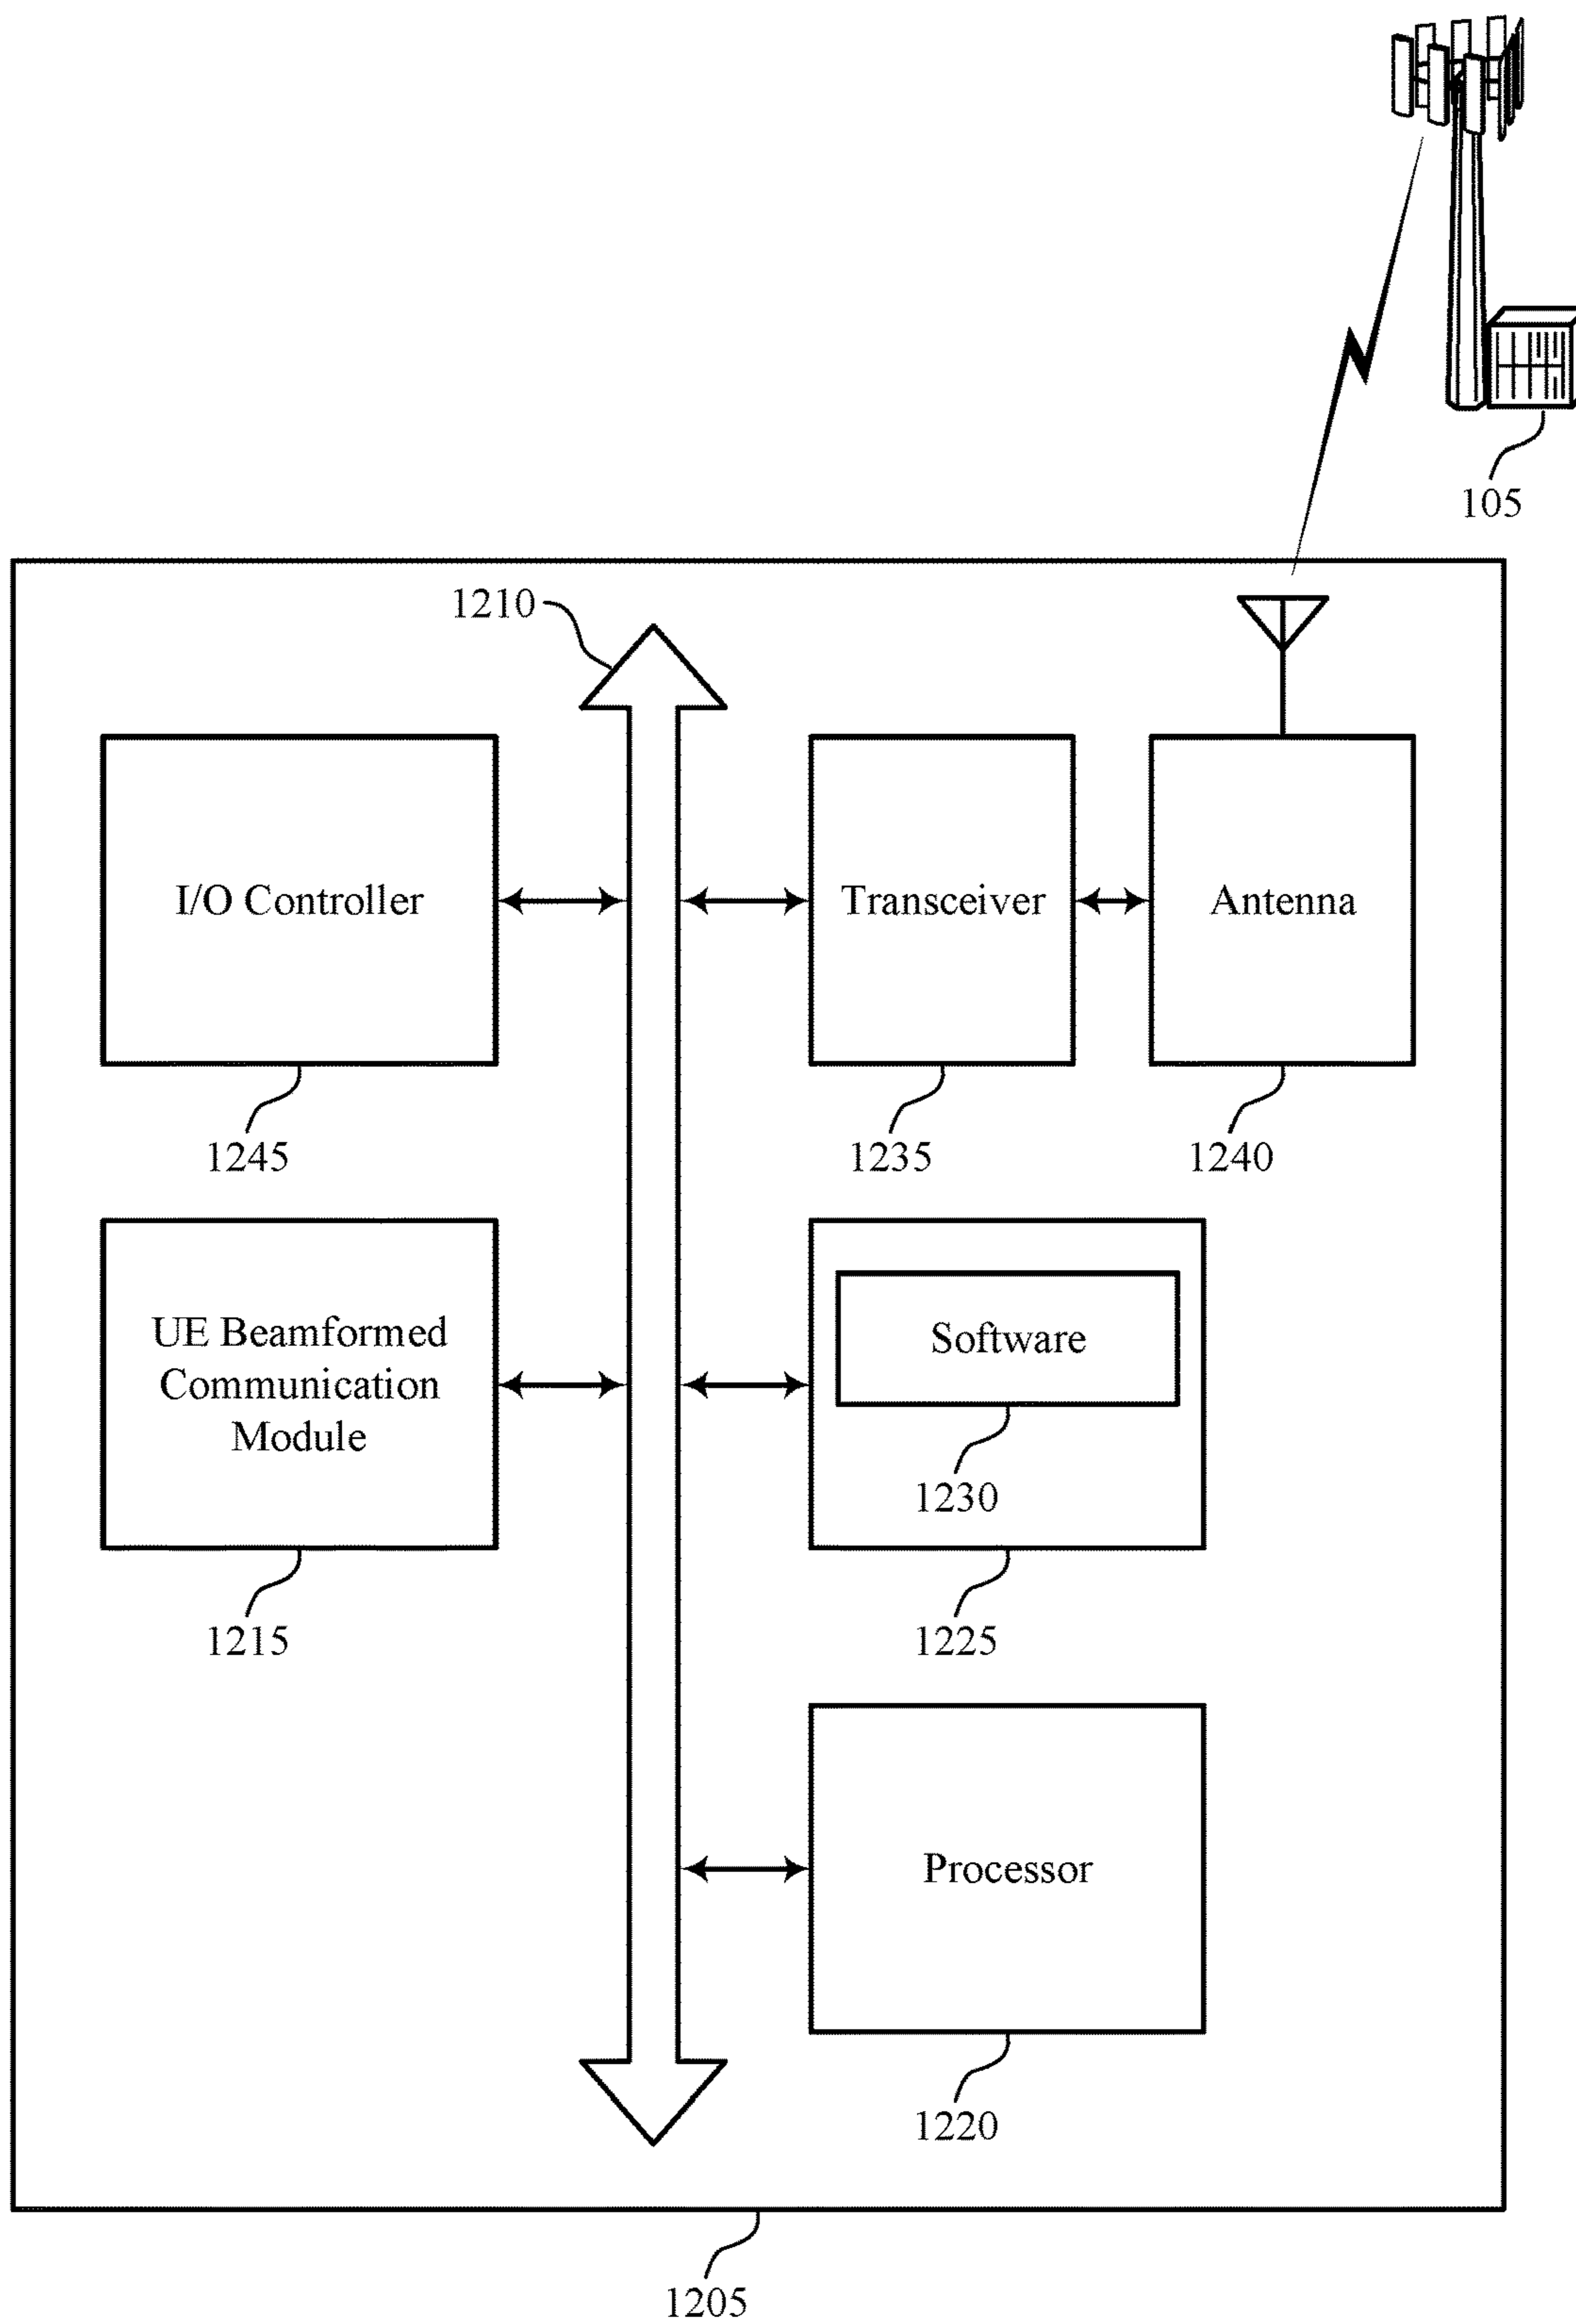 105
1210
I/O Controller
Transceiver
Antenna
1245
1235
1240
UE Beamformed
Communication
Module
Software
1230
1215
1225
Processor
1220
1205